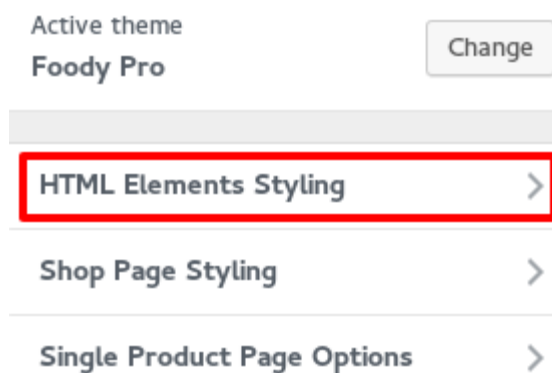 Active theme
Foody Pro
Change
HTML Elements Styling
Shop Page Styling
Single Product Page Options